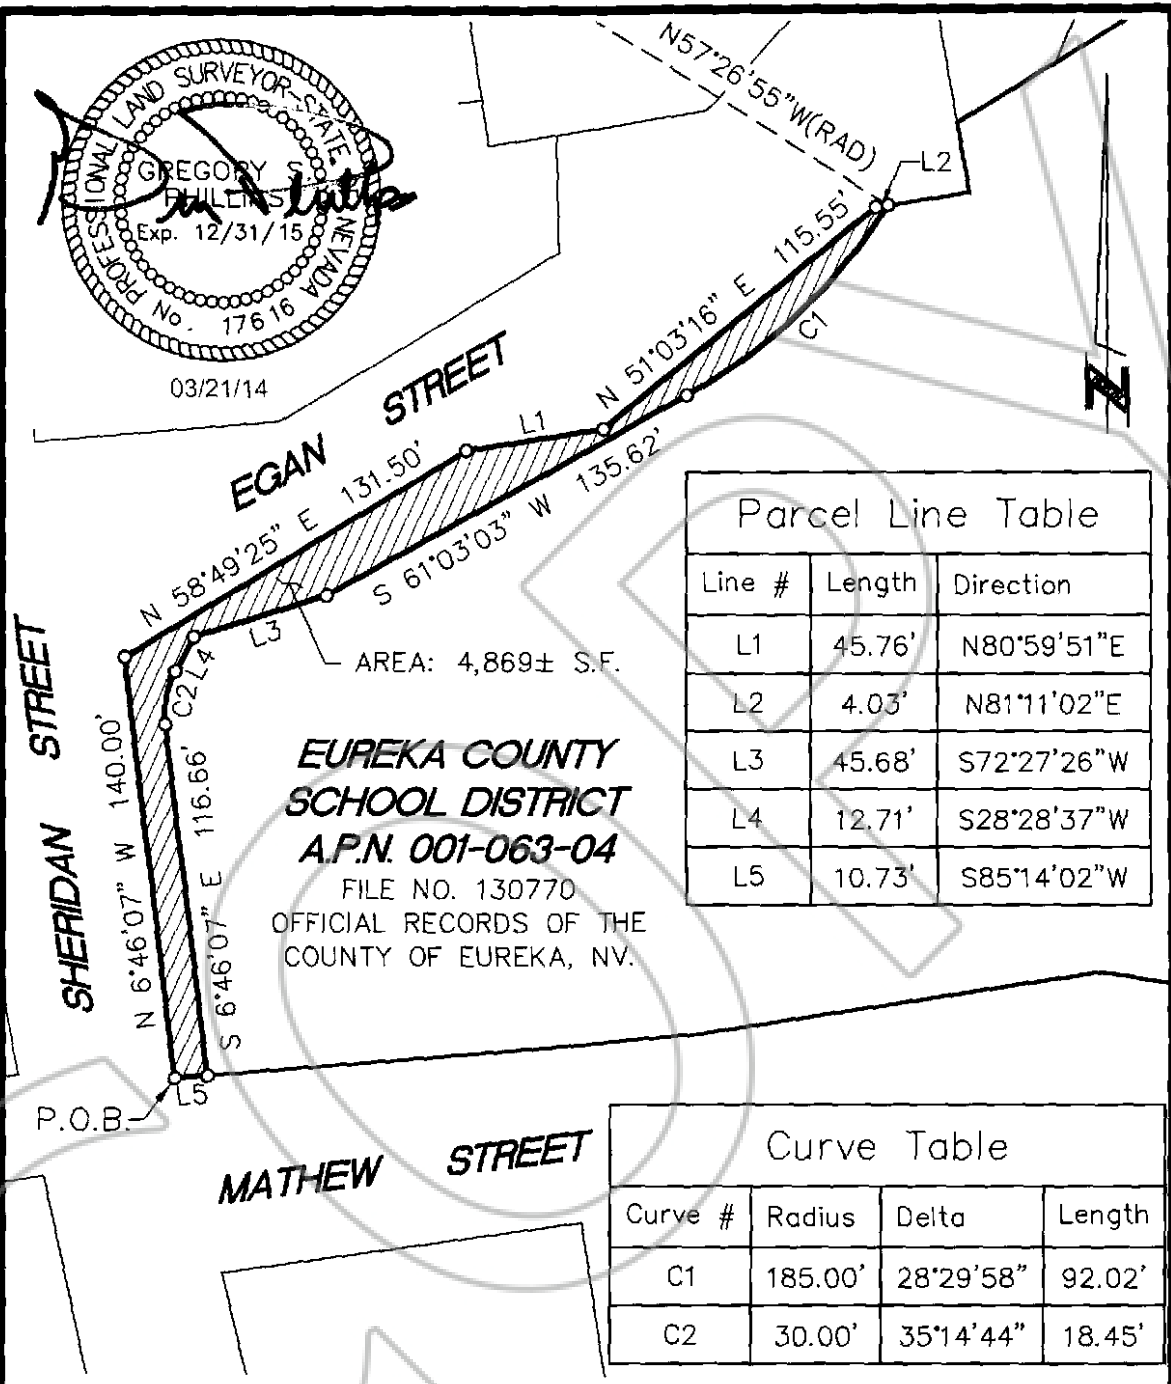 PROFESSIONAL LAND SURVEYOR-STATE ON NEVADA
GREGORY S.
PHILLIPS
Exp. 12/31/15
No. 17616
03/21/14
N57°26'55"W(RAD)
L2
N 51°03'16" E 115.55'
C1
L1
EGAN STREET
N 58°49'25" E 131.50'
S 61°03'03" W 135.62'
L3
L4
C2
AREA: 4,869± S.F.
N
SHERIDAN STREET
N 6°46'07" W 140.00'
S 6°46'07" E 116.66'
EUREKA COUNTY
SCHOOL DISTRICT
A.P.N. 001-063-04
FILE NO. 130770
OFFICIAL RECORDS OF THE
COUNTY OF EUREKA, NV.
Parcel Line Table
Line # Length Direction
L1 45.76' N80°59'51"E
L2 4.03' N81°11'02"E
L3 45.68' S72°27'26"W
L4 12.71' S28°28'37"W
L5 10.73' S85°14'02"W
P.O.B.
L5
MATHEW STREET
Curve Table
Curve # Radius Delta Length
C1 185.00' 28°29'58" 92.02'
C2 30.00' 35°14'44" 18.45'